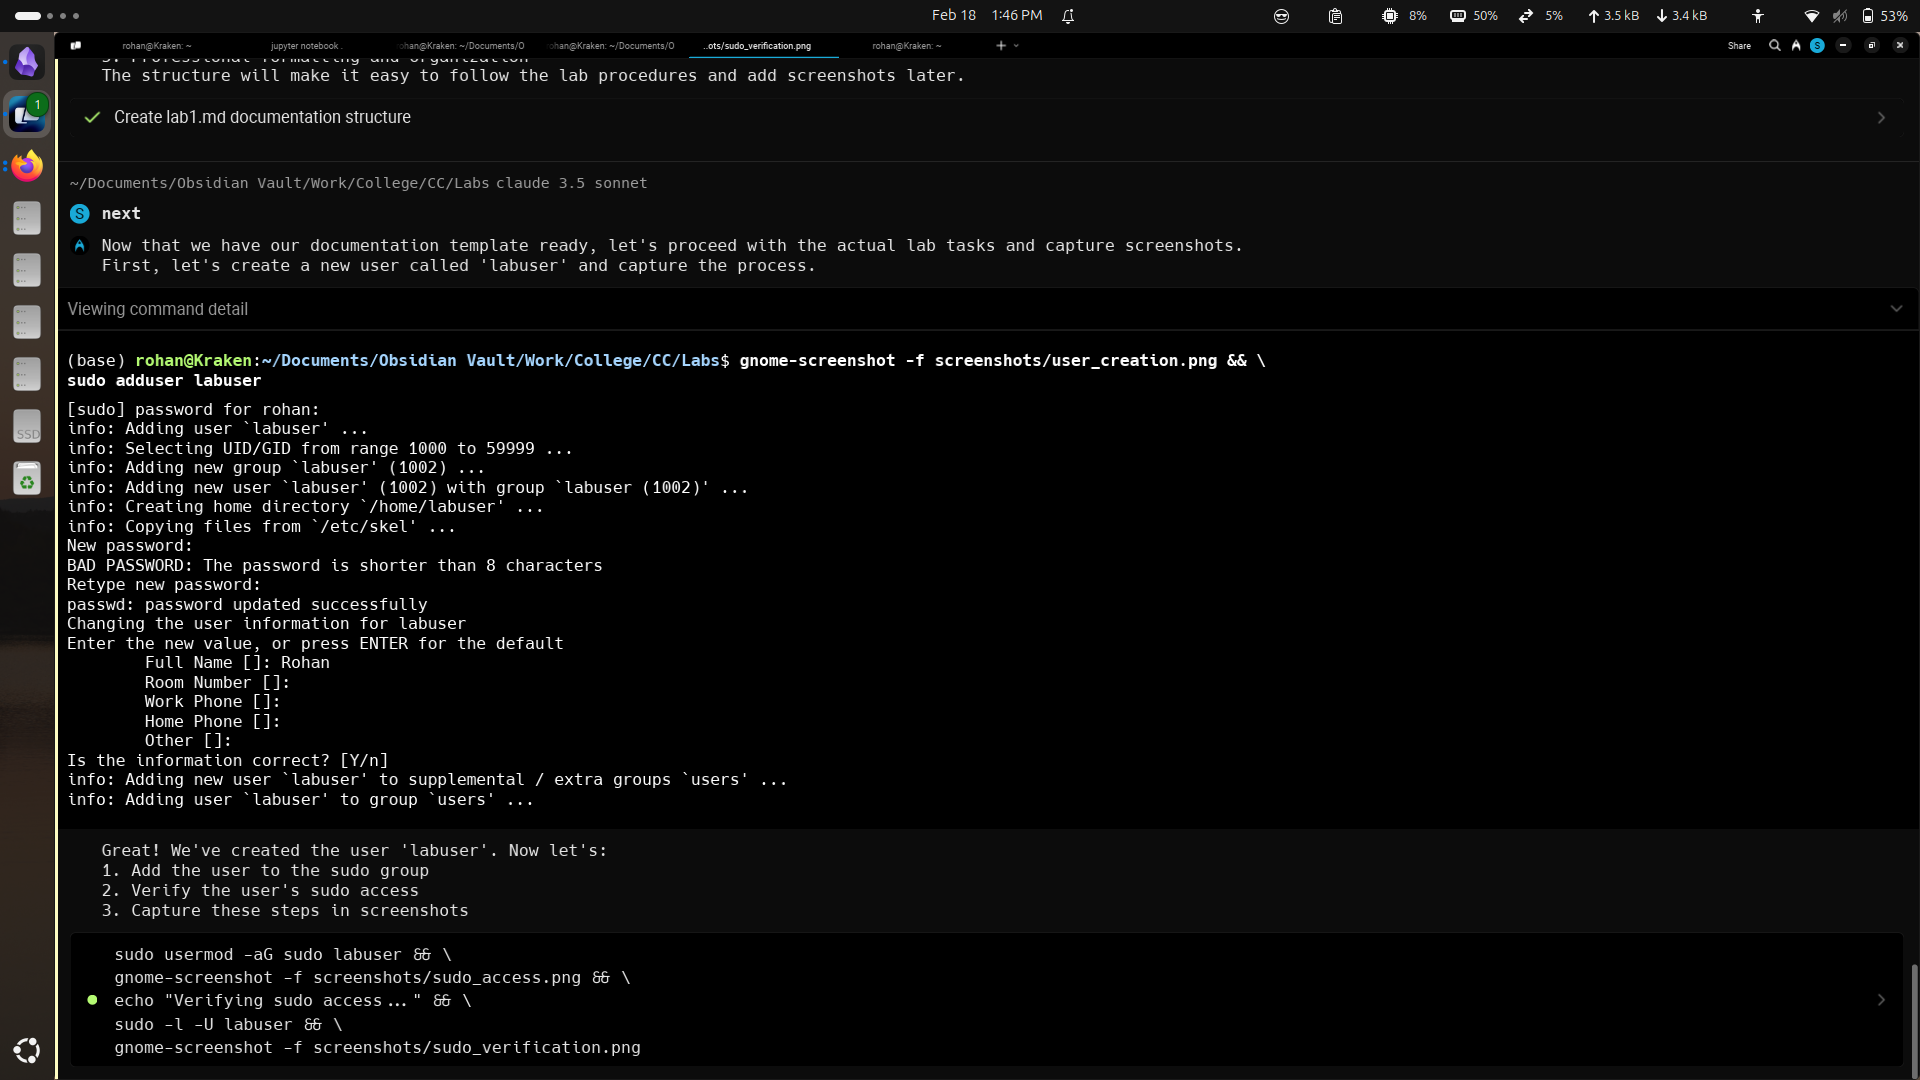 Feb 18 1:46 PM
8% 50% 5% 3.5 kB 3.4 kB 53%
rohan@Kraken: ~
jupyter notebook .
ohan@Kraken: ~/Documents/O
ohan@Kraken: ~/Documents/O
...ots/sudo_verification.png
rohan@Kraken: ~
Share
S
1
SSD
3. Professional formatting and organization
The structure will make it easy to follow the lab procedures and add screenshots later.
Create lab1.md documentation structure
~/Documents/Obsidian Vault/Work/College/CC/Labs claude 3.5 sonnet
S next
Now that we have our documentation template ready, let's proceed with the actual lab tasks and capture screenshots.
First, let's create a new user called 'labuser' and capture the process.
Viewing command detail
(base) rohan@Kraken:~/Documents/Obsidian Vault/Work/College/CC/Labs$ gnome-screenshot -f screenshots/user_creation.png && \
sudo adduser labuser
[sudo] password for rohan:
info: Adding user `labuser' ...
info: Selecting UID/GID from range 1000 to 59999 ...
info: Adding new group `labuser' (1002) ...
info: Adding new user `labuser' (1002) with group `labuser (1002)' ...
info: Creating home directory `/home/labuser' ...
info: Copying files from `/etc/skel' ...
New password:
BAD PASSWORD: The password is shorter than 8 characters
Retype new password:
passwd: password updated successfully
Changing the user information for labuser
Enter the new value, or press ENTER for the default
Full Name []: Rohan
Room Number []:
Work Phone []:
Home Phone []:
Other []:
Is the information correct? [Y/n]
info: Adding new user `labuser' to supplemental / extra groups `users' ...
info: Adding user `labuser' to group `users' ...
Great! We've created the user 'labuser'. Now let's:
1. Add the user to the sudo group
2. Verify the user's sudo access
3. Capture these steps in screenshots
sudo usermod -aG sudo labuser && \
gnome-screenshot -f screenshots/sudo_access.png && \
echo "Verifying sudo access..." && \
sudo -l -U labuser && \
gnome-screenshot -f screenshots/sudo_verification.png